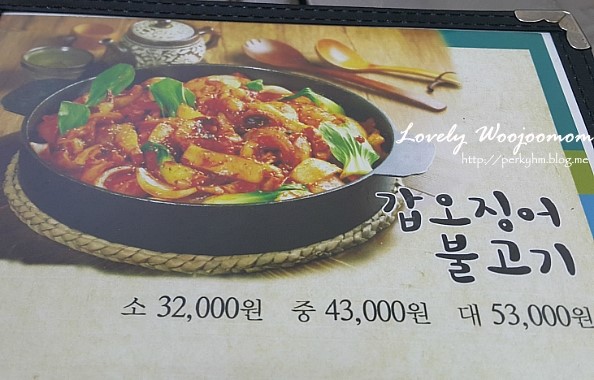 Lovely Woojoomom
http://perkyhm.blog.me
갑오징어
불고기
소 32,000원 중 43,000원 대 53,000원